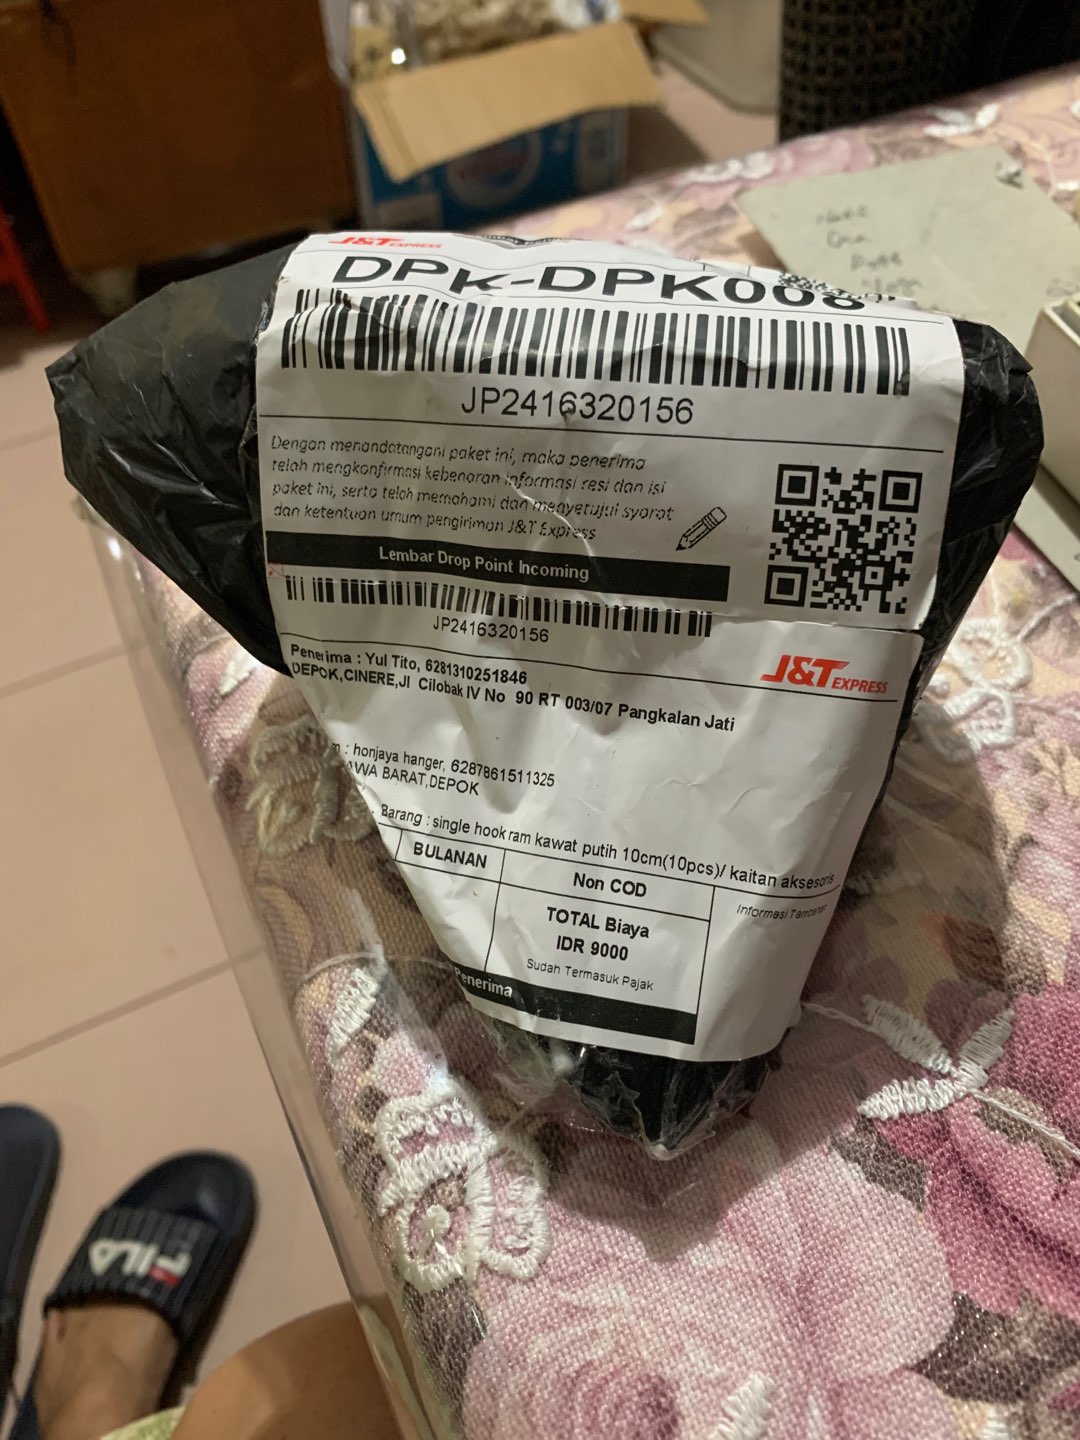 J&T EXPRESS
DPK-DPK008
JP2416320156
Dengan menandatangani paket ini, maka penerima
telah mengkonfirmasi kebenaran informasi resi dan isi
paket ini, serta telah memahami dan menyetujui syarat
dan ketentuan umum pengiriman J&T Express
Lembar Drop Point Incoming
JP2416320156
J&T EXPRESS
Penerima : Yul Tito, 6281310251846
DEPOK,CINERE,Jl Cilobak IV No 90 RT 003/07 Pangkalan Jati
m : honjaya hanger, 6287861511325
AWA BARAT,DEPOK
Barang : single hook ram kawat putih 10cm(10pcs)/ kaitan aksesoris
BULANAN
Non COD
Informasi Tambahan
TOTAL Biaya
IDR 9000
Sudah Termasuk Pajak
Penerima
FILA